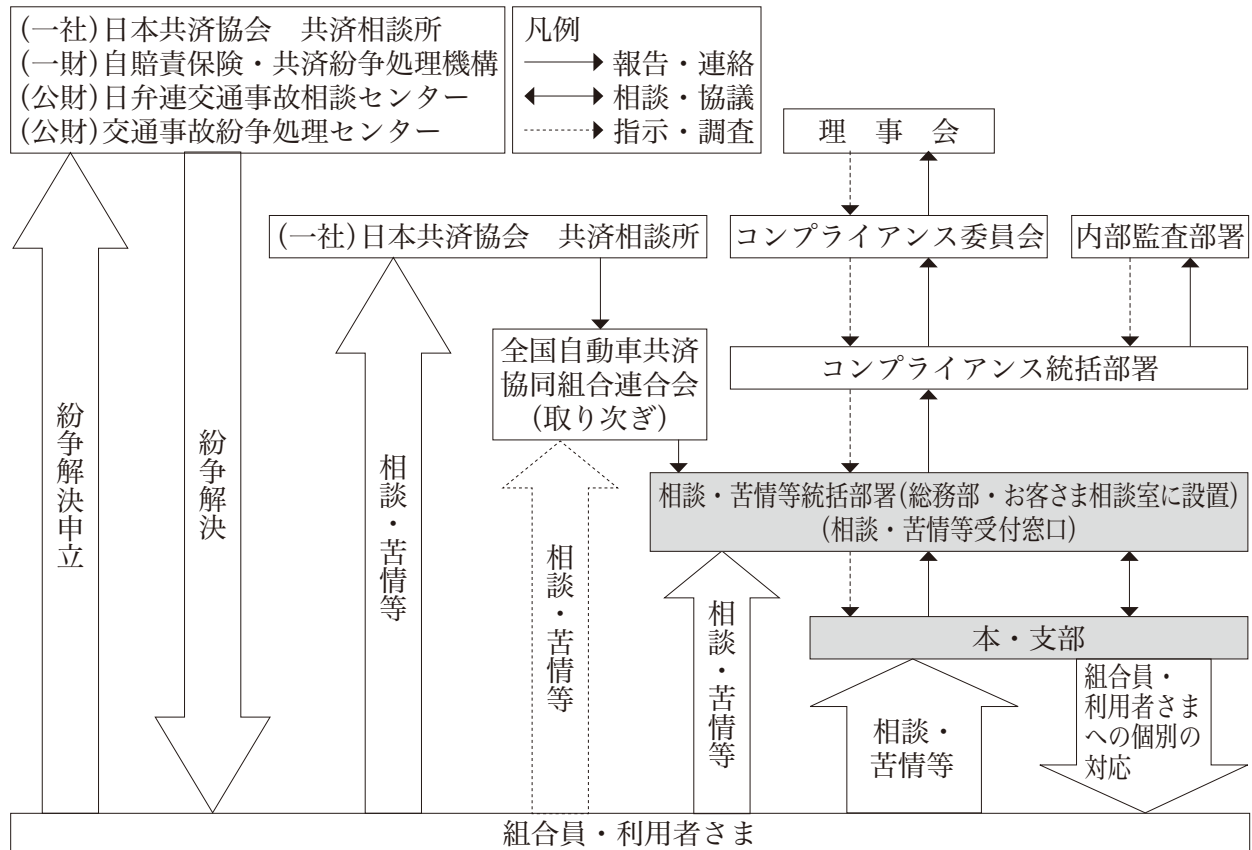 (一社)日本共済協会　共済相談所
(一財)自賠責保険・共済紛争処理機構
(公財)日弁連交通事故相談センター
(公財)交通事故紛争処理センター
凡例
報告・連絡
相談・協議
指示・調査
理　事　会
(一社)日本共済協会　共済相談所
コンプライアンス委員会
内部監査部署
全国自動車共済
協同組合連合会
(取り次ぎ)
コンプライアンス統括部署
相談・苦情等統括部署(総務部・お客さま相談室に設置)
(相談・苦情等受付窓口)
本・支部
紛争解決申立
紛争解決
相談・苦情等
相談・苦情等
相談・苦情等
相談・
苦情等
組合員・
利用者さま
への個別の
対応
組合員・利用者さま